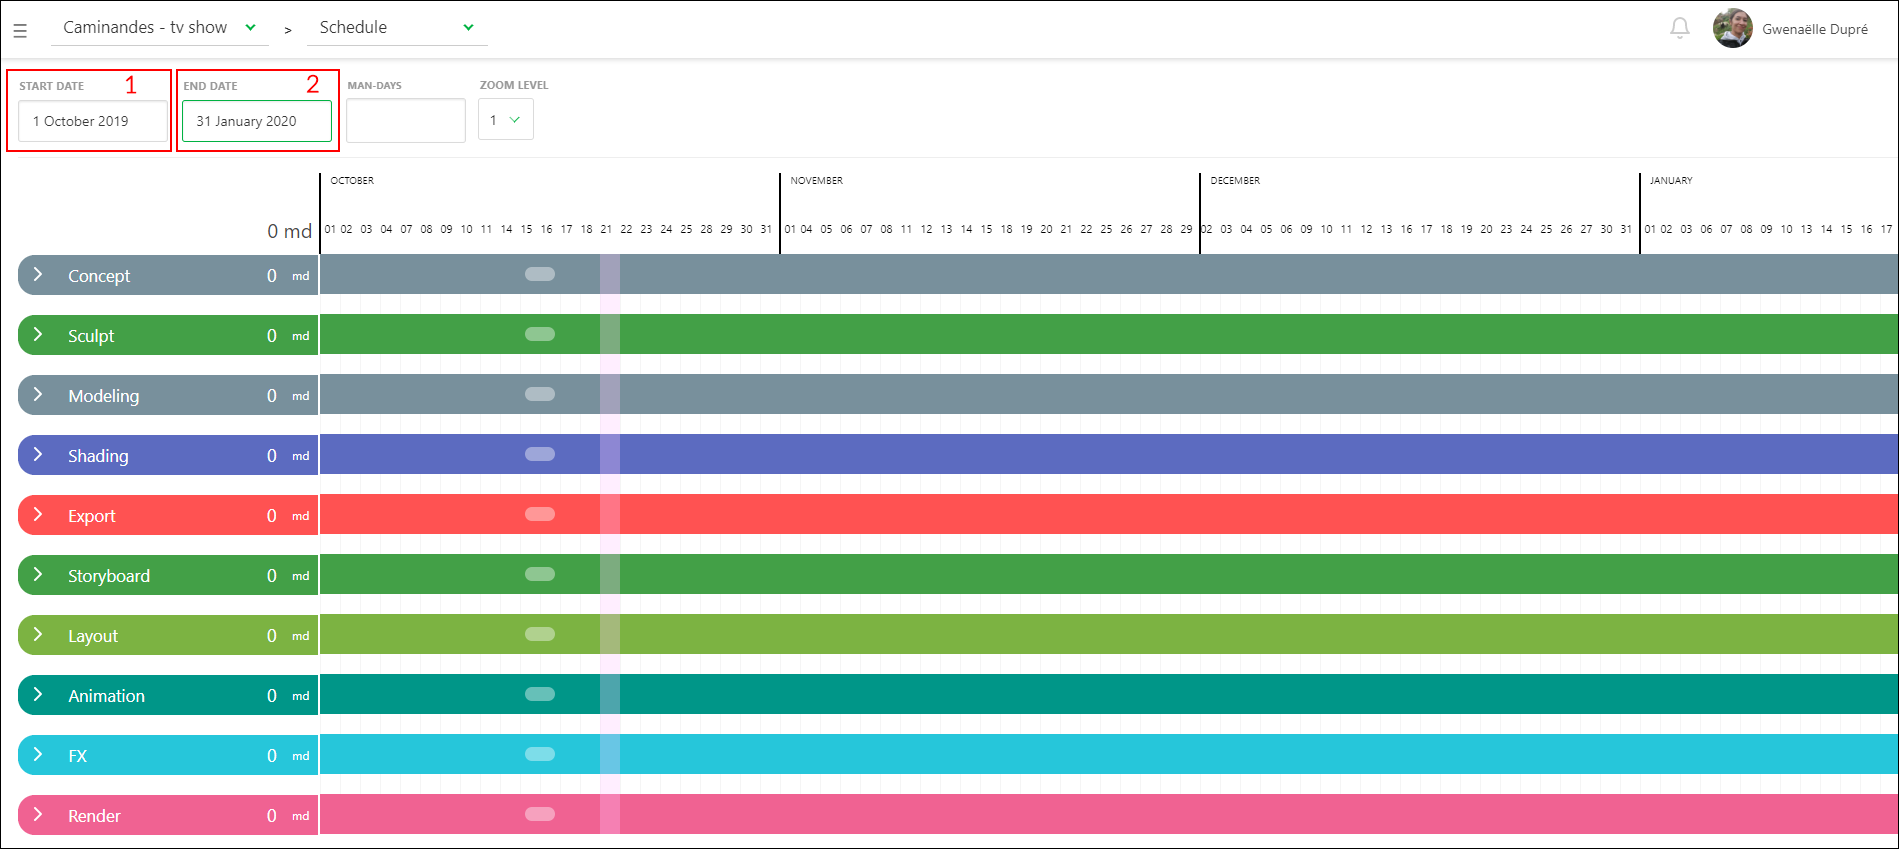 Caminandes - tv show > Schedule Gwenaëlle Dupré
START DATE 1 END DATE 2 MAN-DAYS ZOOM LEVEL
1 October 2019 31 January 2020 1
OCTOBER NOVEMBER DECEMBER JANUARY
0 md 01 02 03 04 07 08 09 10 11 14 15 16 17 18 21 22 23 24 25 28 29 30 31 01 04 05 06 07 08 11 12 13 14 15 18 19 20 21 22 25 26 27 28 29 02 03 04 05 06 09 10 11 12 13 16 17 18 19 20 23 24 25 26 27 30 31 01 02 03 06 07 08 09 10 13 14 15 16 17
Concept 0 md
Sculpt 0 md
Modeling 0 md
Shading 0 md
Export 0 md
Storyboard 0 md
Layout 0 md
Animation 0 md
FX 0 md
Render 0 md